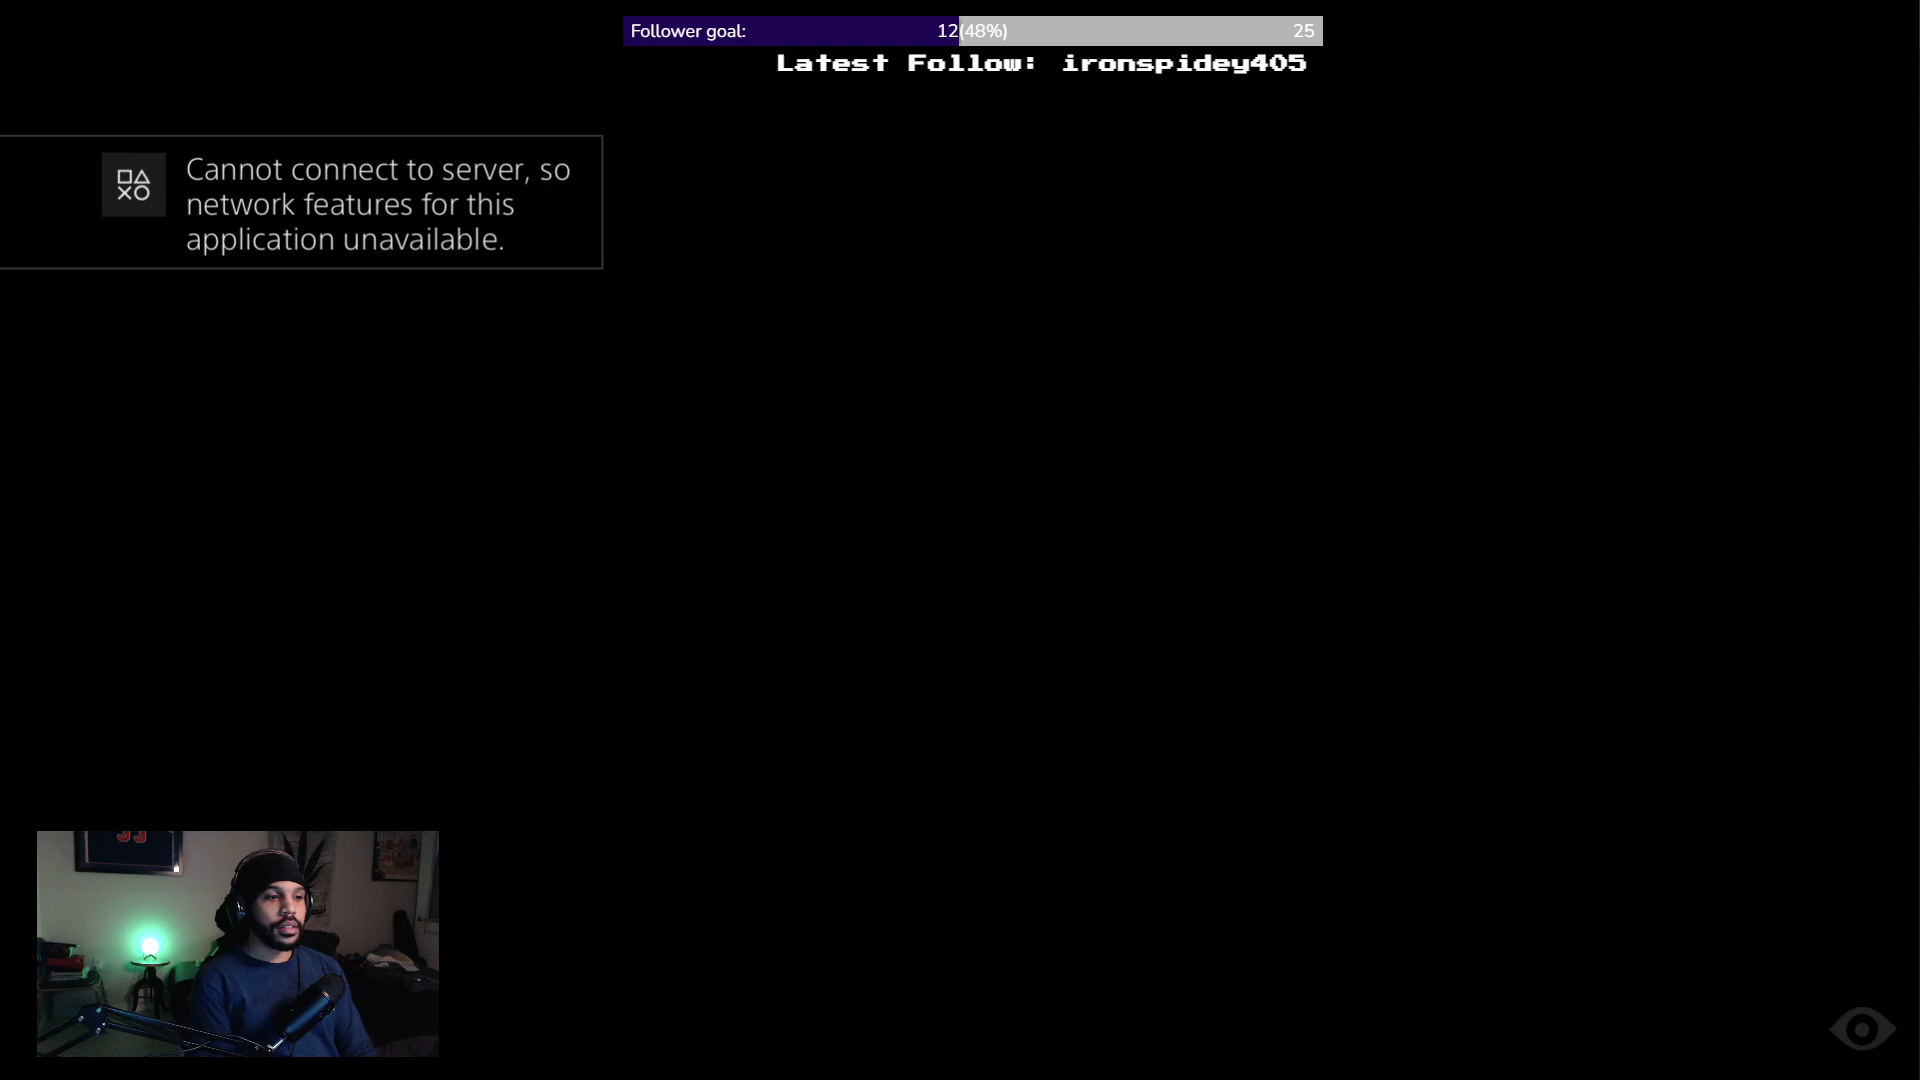 Follower goal: 12(48%) 25
Latest Follow: ironspidey405
Cannot connect to server, so
network features for this
application unavailable.
33